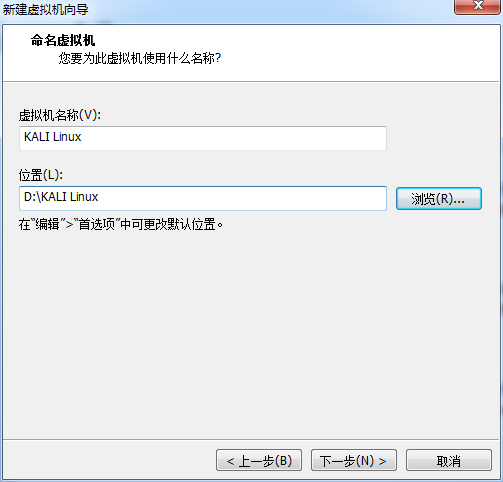 新建虚拟机向导
命名虚拟机
您要为此虚拟机使用什么名称?
虚拟机名称(V):
KALI Linux
位置(L):
D:\KALI Linux
浏览(R)...
在“编辑”>“首选项”中可更改默认位置。
< 上一步(B)
下一步(N) >
取消